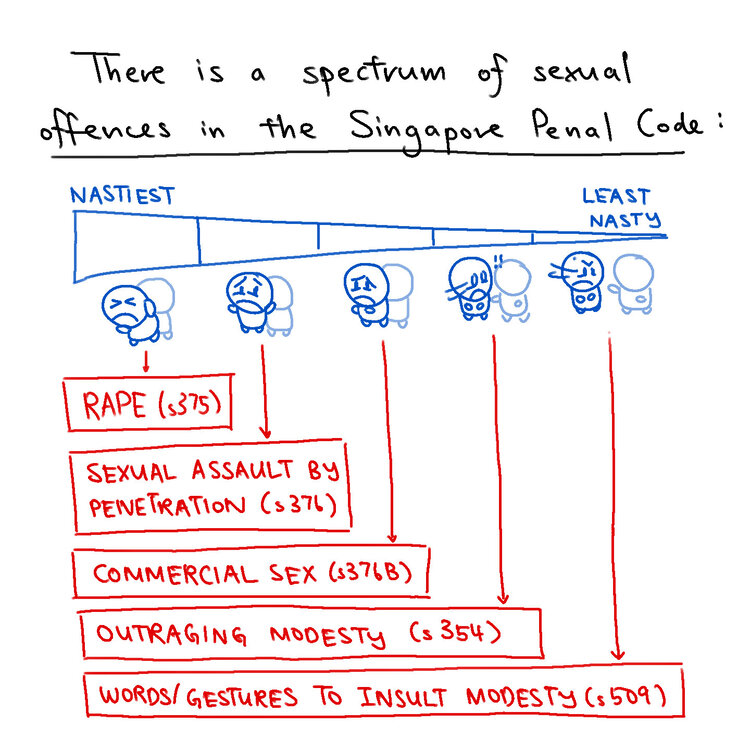 There is a spectrum of sexual
offences in the Singapore Penal Code:
NASTIEST
LEAST
NASTY
!!
RAPE (s375)
SEXUAL ASSAULT BY
PENETRATION (s376)
COMMERCIAL SEX (s376B)
OUTRAGING MODESTY (s354)
WORDS/GESTURES TO INSULT MODESTY (s509)